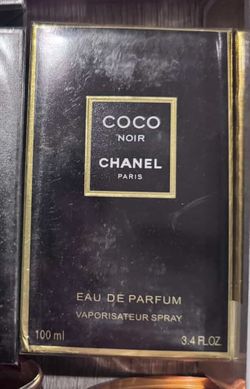 COCO
NOIR
CHANEL
PARIS
EAU DE PARFUM
VAPORISATEUR SPRAY
100 ml
3.4 FL.OZ.